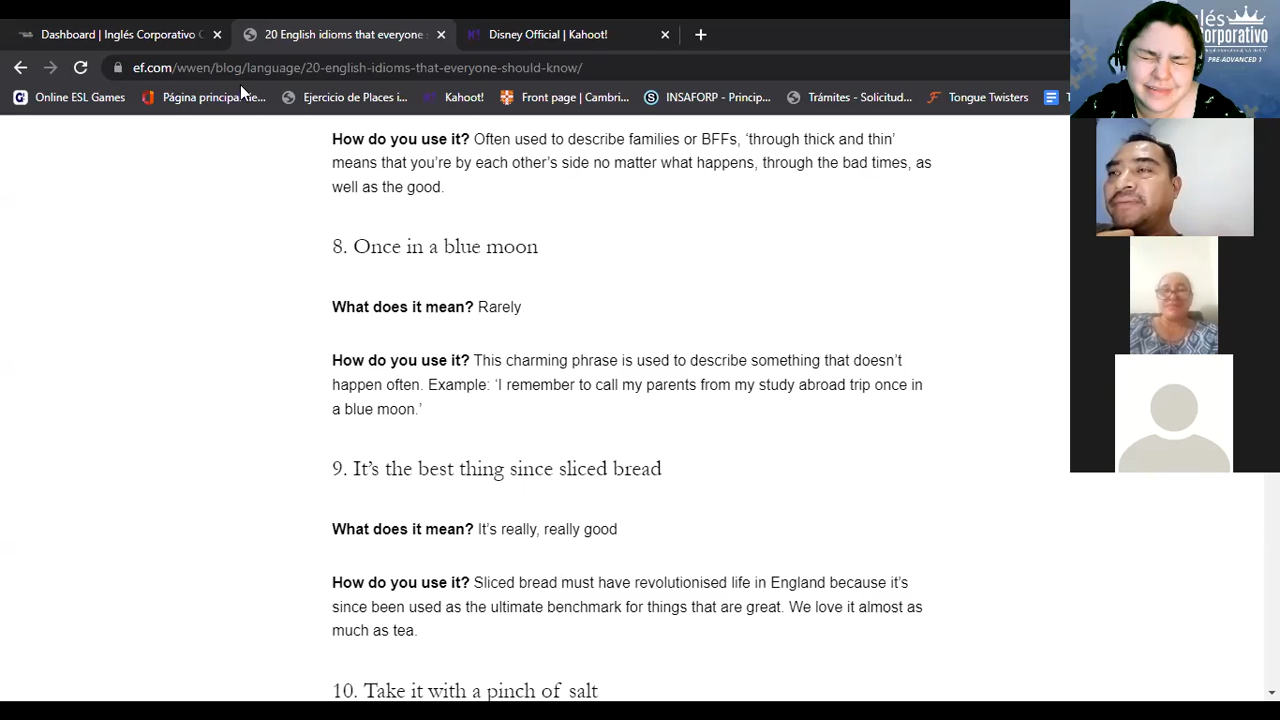 Dashboard | Inglés Corporativo C
20 English idioms that everyone
Disney Official | Kahoot!
ef.com/wwen/blog/language/20-english-idioms-that-everyone-should-know/
Online ESL Games
Página principal de...
Ejercicio de Places i...
Kahoot!
Front page | Cambri...
INSAFORP - Princip...
Trámites - Solicitud...
Tongue Twisters
How do you use it? Often used to describe families or BFFs, ‘through thick and thin’
means that you’re by each other’s side no matter what happens, through the bad times, as
well as the good.
8. Once in a blue moon
What does it mean? Rarely
How do you use it? This charming phrase is used to describe something that doesn’t
happen often. Example: ‘I remember to call my parents from my study abroad trip once in
a blue moon.’
9. It’s the best thing since sliced bread
What does it mean? It’s really, really good
How do you use it? Sliced bread must have revolutionised life in England because it’s
since been used as the ultimate benchmark for things that are great. We love it almost as
much as tea.
10. Take it with a pinch of salt
PRE-ADVANCED 1